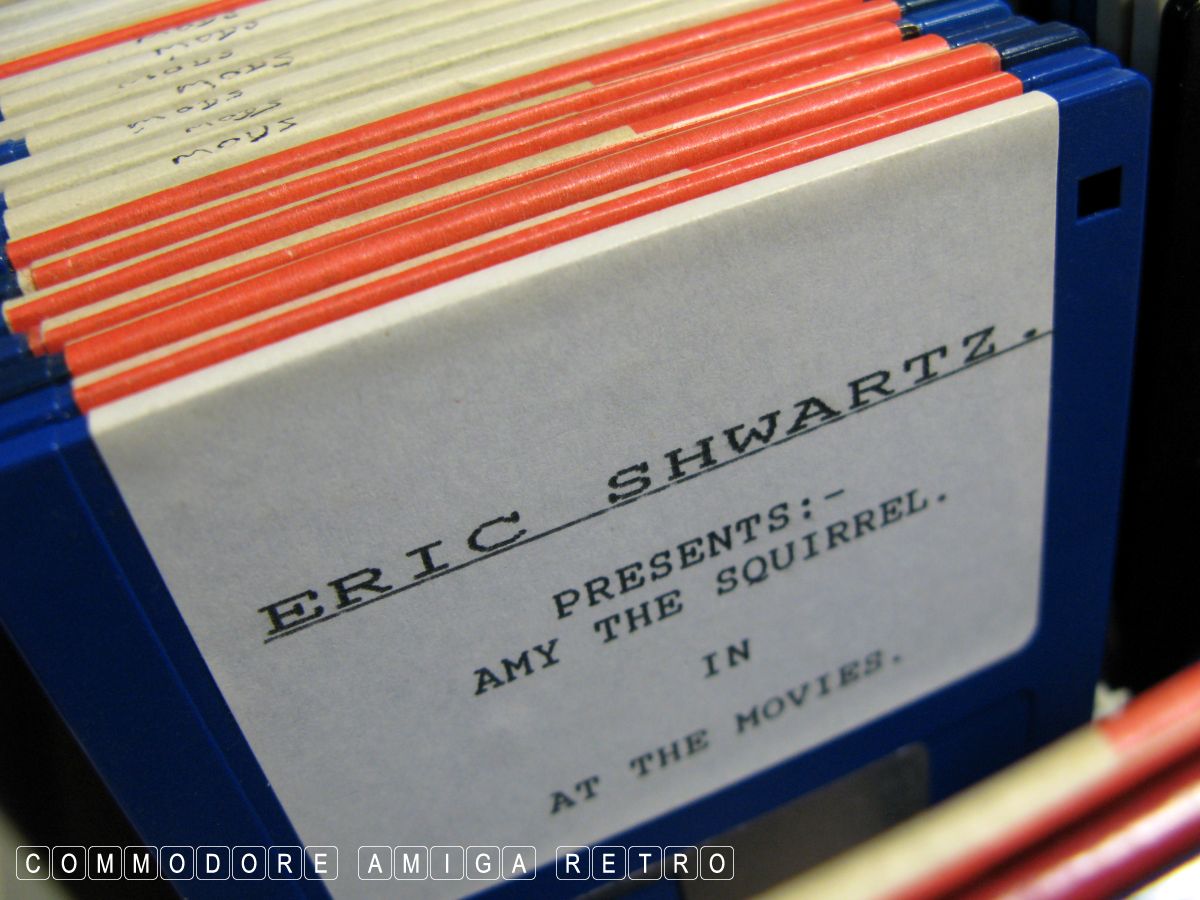 ERIC SHWARTZ.
PRESENTS:-
AMY THE SQUIRREL.
IN
AT THE MOVIES.
COMMODORE AMIGA RETRO